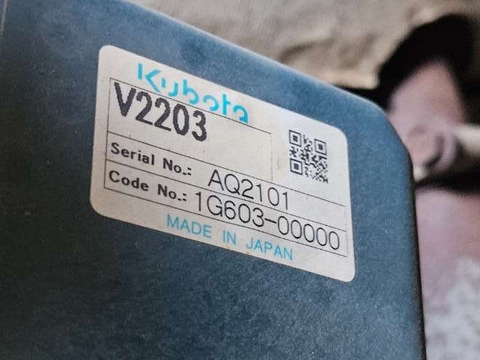 Kubota
V2203
Serial No.: AQ2101
Code No.: 1G603-00000
MADE IN JAPAN